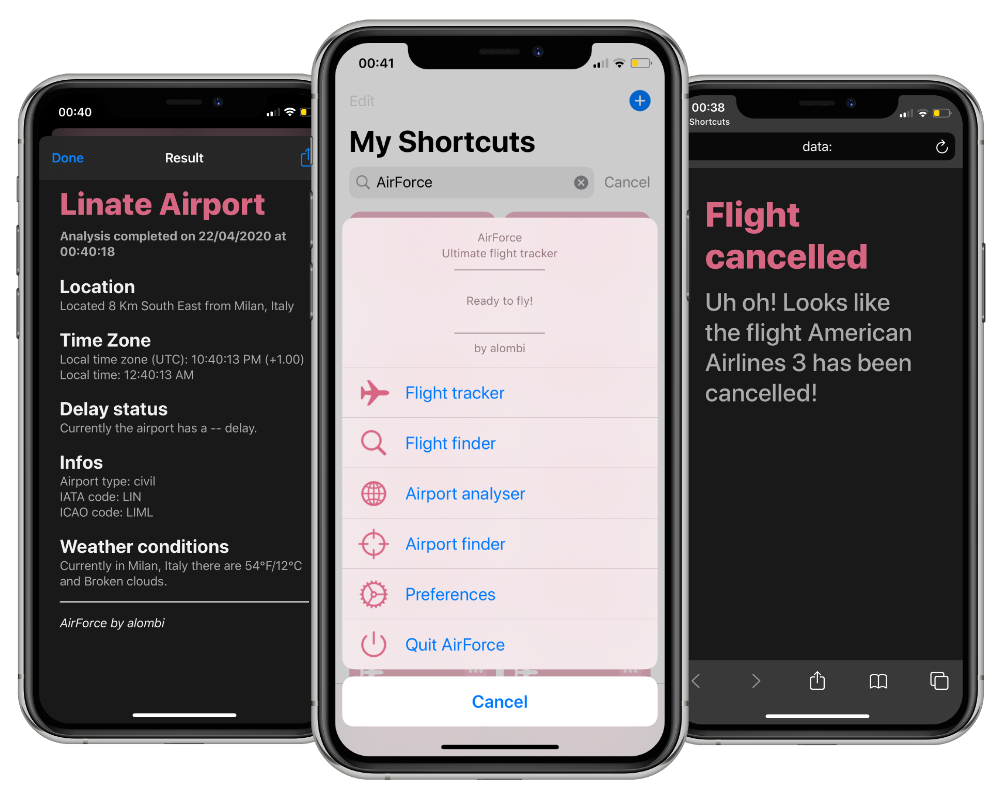 00:40
Done
Result
Linate Airport
Analysis completed on 22/04/2020 at
00:40:18
Location
Located 8 Km South East from Milan, Italy
Time Zone
Local time zone (UTC): 10:40:13 PM (+1.00)
Local time: 12:40:13 AM
Delay status
Currently the airport has a -- delay.
Infos
Airport type: civil
IATA code: LIN
ICAO code: LIML
Weather conditions
Currently in Milan, Italy there are 54°F/12°C
and Broken clouds.
AirForce by alombi
00:41
Edit
My Shortcuts
AirForce
Cancel
AirForce
Ultimate flight tracker
Ready to fly!
by alombi
Flight tracker
Flight finder
Airport analyser
Airport finder
Preferences
Quit AirForce
Cancel
00:38
Shortcuts
data:
Flight
cancelled
Uh oh! Looks like
the flight American
Airlines 3 has been
cancelled!